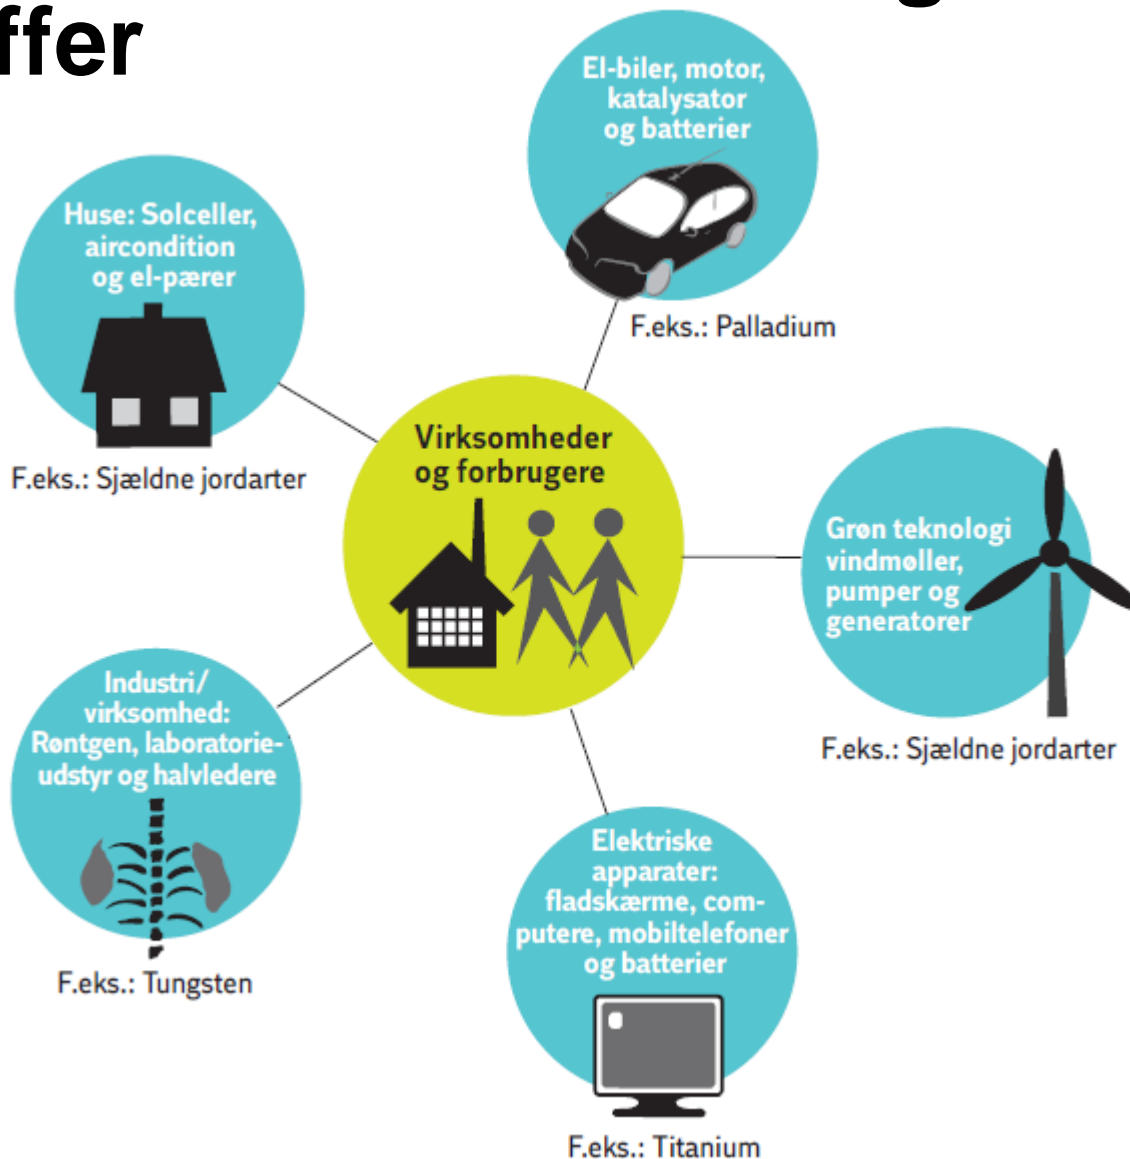 ffer
El-biler, motor,
katalysator
og batterier
F.eks.: Palladium
Huse: Solceller,
aircondition
og el-pærer
F.eks.: Sjældne jordarter
Virksomheder
og forbrugere
Grøn teknologi
vindmøller,
pumper og
generatorer
F.eks.: Sjældne jordarter
Industri/
virksomhed:
Røntgen, laboratorie-
udstyr og halvledere
F.eks.: Tungsten
Elektriske
apparater:
fladskærme, com-
putere, mobiltelefoner
og batterier
F.eks.: Titanium